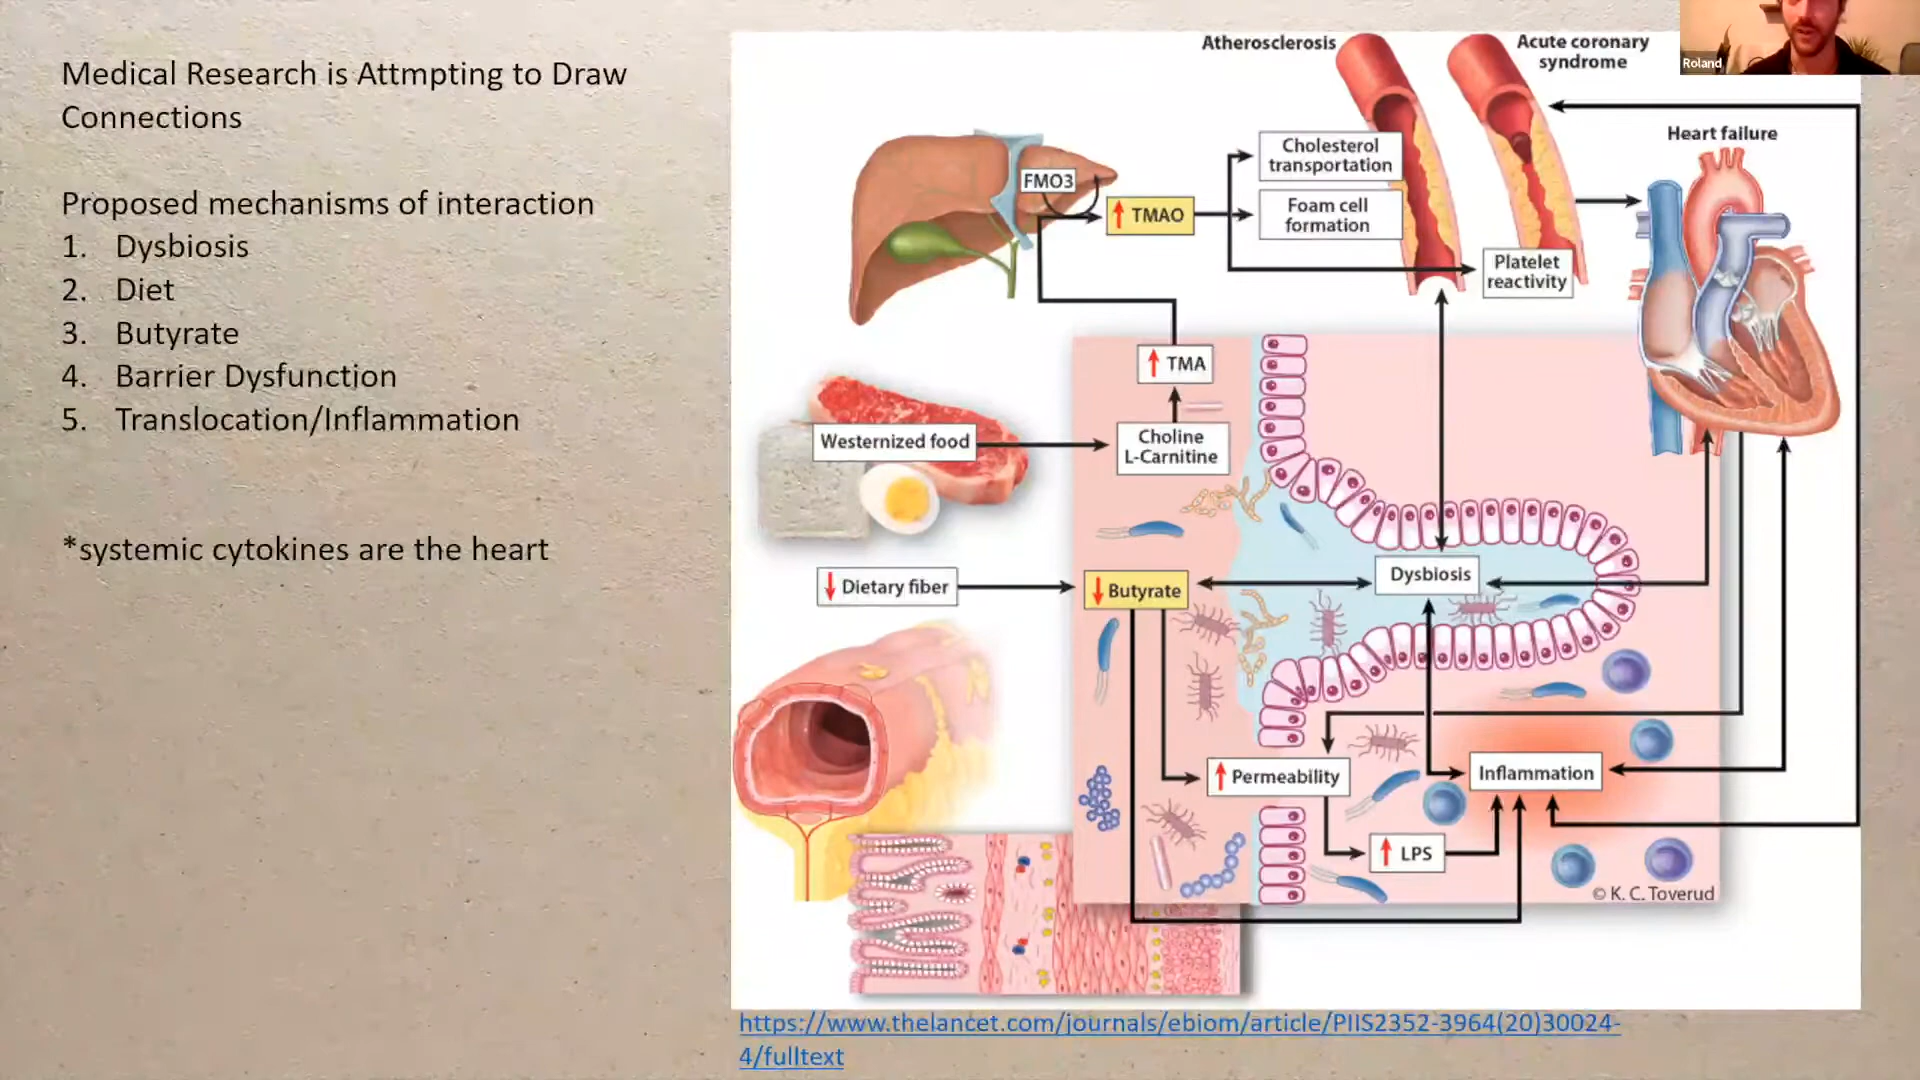 Medical Research is Attmpting to Draw
Connections
Proposed mechanisms of interaction
1. Dysbiosis
2. Diet
3. Butyrate
4. Barrier Dysfunction
5. Translocation/Inflammation
*systemic cytokines are the heart
Roland
Atherosclerosis
Acute coronary
syndrome
Heart failure
Cholesterol
transportation
FMO3
TMAO
Foam cell
formation
Platelet
reactivity
TMA
Westernized food
Choline
L-Carnitine
Dietary fiber
Butyrate
Dysbiosis
Permeability
Inflammation
LPS
© K. C. Toverud
https://www.thelancet.com/journals/ebiom/article/PIIS2352-3964(20)30024-
4/fulltext